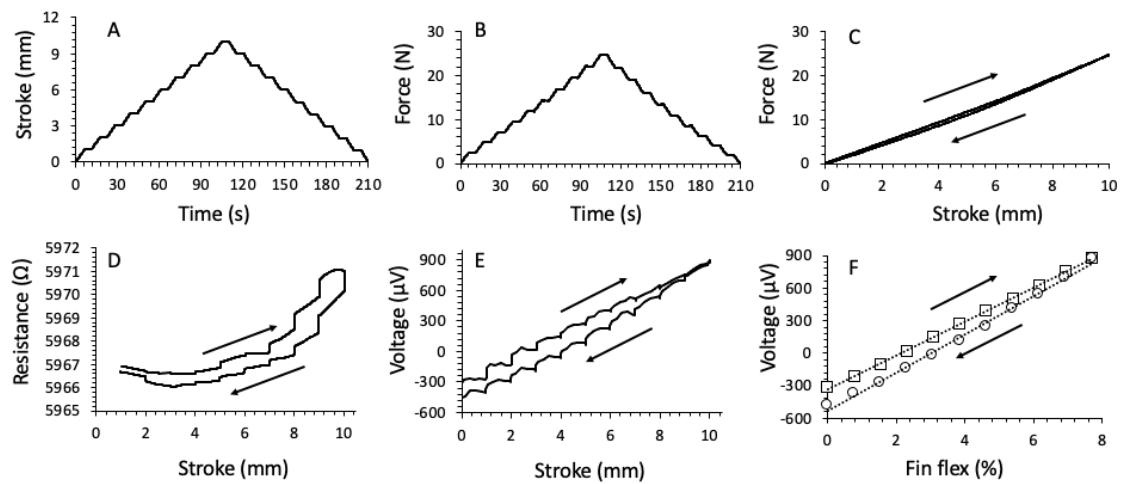 A
Stroke (mm)
12
9
6
3
0
0 30 60 90 120 150 180 210
Time (s)
B
Force (N)
30
20
10
0
0 30 60 90 120 150 180 210
Time (s)
C
Force (N)
30
20
10
0
0 2 4 6 8 10
Stroke (mm)
D
Resistance (Ω)
5972
5971
5970
5969
5968
5967
5966
5965
0 2 4 6 8 10
Stroke (mm)
E
Voltage (μV)
900
600
300
0
-300
-600
0 2 4 6 8 10
Stroke (mm)
F
Voltage (μV)
900
600
300
0
-300
-600
0 2 4 6 8
Fin flex (%)